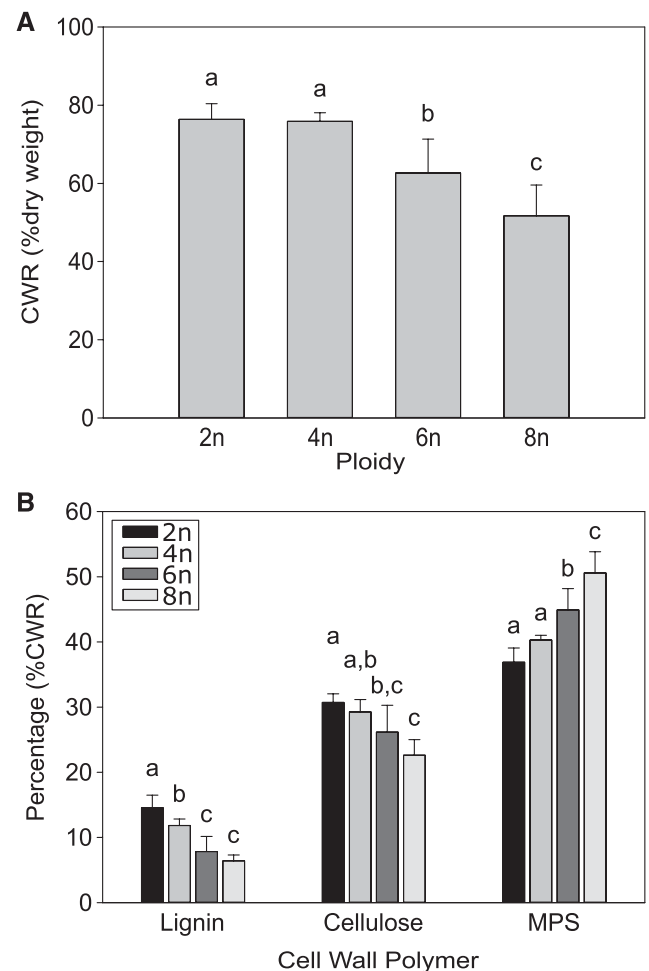 A
100
80
60
40
20
0
CWR (%dry weight)
a
a
b
c
2n
4n
6n
8n
Ploidy
B
60
50
40
30
20
10
0
Percentage (%CWR)
2n
4n
6n
8n
a
b
c
c
a
a,b
b,c
c
a
a
b
c
Lignin
Cellulose
MPS
Cell Wall Polymer